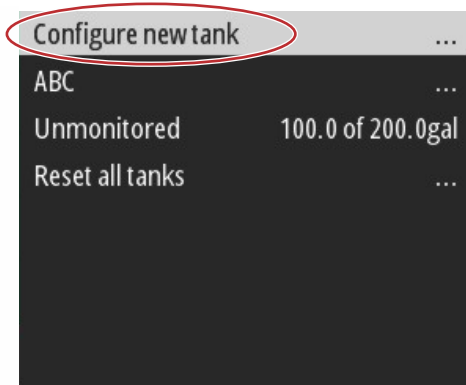 Configure new tank ...
ABC ...
Unmonitored 100.0 of 200.0gal
Reset all tanks ...